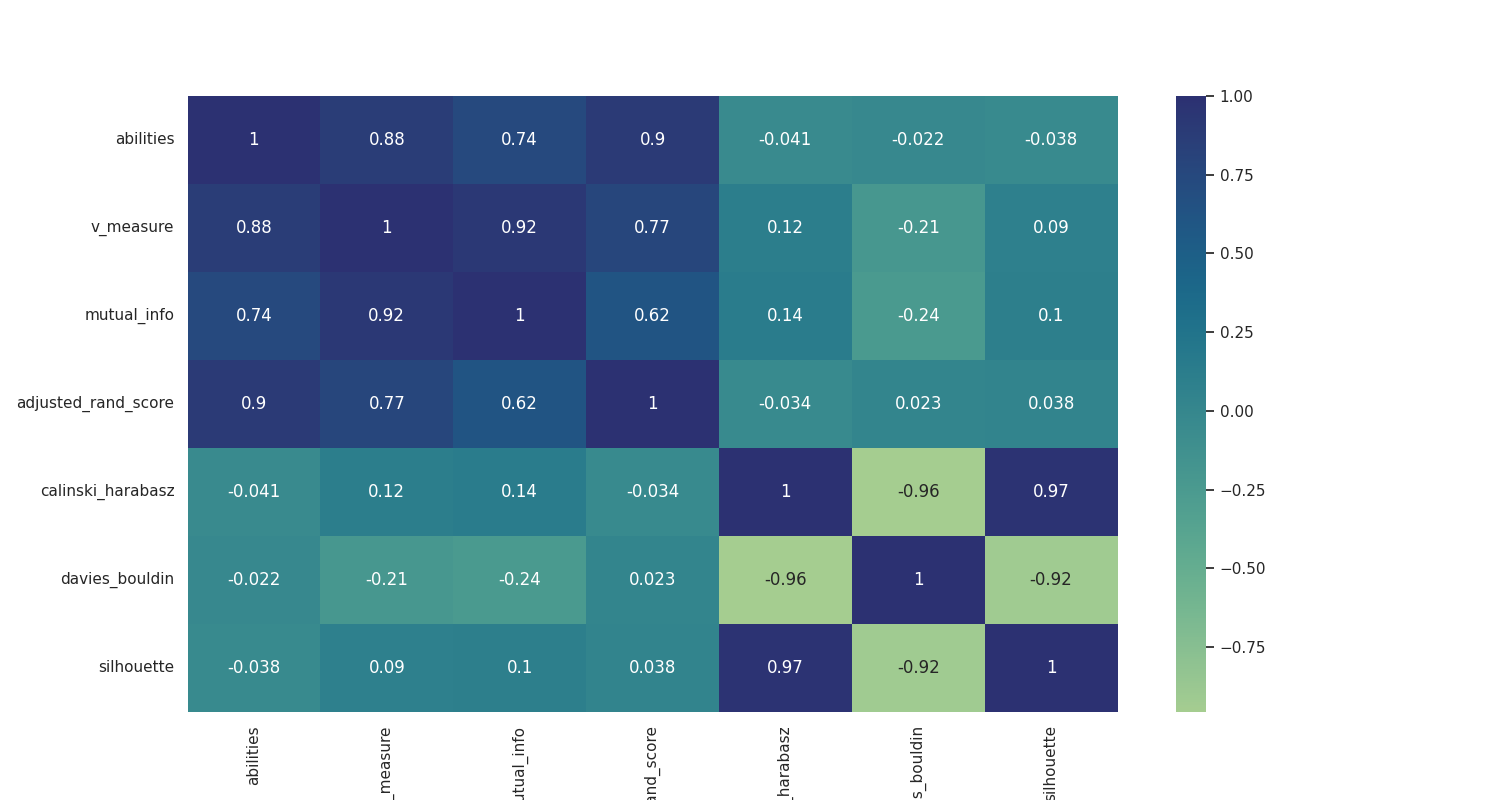 abilities 1 0.88 0.74 0.9 -0.041 -0.022 -0.038
v_measure 0.88 1 0.92 0.77 0.12 -0.21 0.09
mutual_info 0.74 0.92 1 0.62 0.14 -0.24 0.1
adjusted_rand_score 0.9 0.77 0.62 1 -0.034 0.023 0.038
calinski_harabasz -0.041 0.12 0.14 -0.034 1 -0.96 0.97
davies_bouldin -0.022 -0.21 -0.24 0.023 -0.96 1 -0.92
silhouette -0.038 0.09 0.1 0.038 0.97 -0.92 1
abilities
_measure
utual_info
and_score
_harabasz
s_bouldin
silhouette
1.00
0.75
0.50
0.25
0.00
−0.25
−0.50
−0.75